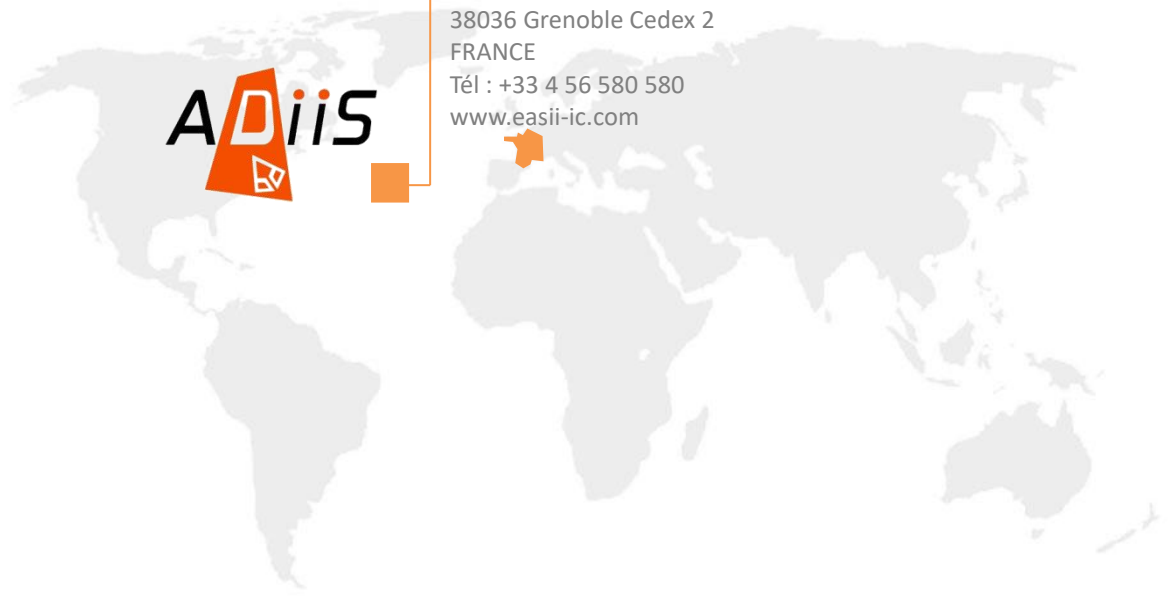 38036 Grenoble Cedex 2
FRANCE
Tél : +33 4 56 580 580
www.easii-ic.com
ADiiS